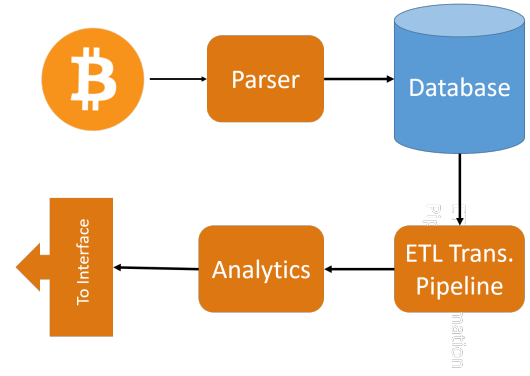 Parser
Database
ETL Trans.
Pipeline
Analytics
To Interface